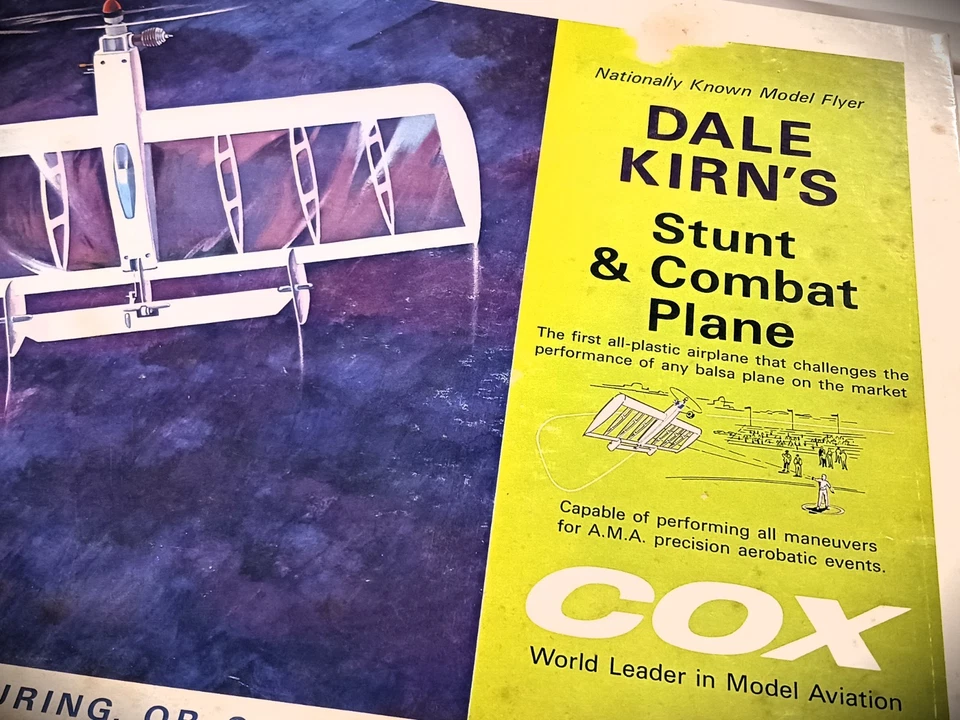 Nationally Known Model Flyer
DALE
KIRN'S
Stunt
& Combat
Plane
The first all-plastic airplane that challenges the
performance of any balsa plane on the market
Capable of performing all maneuvers
for A.M.A. precision aerobatic events.
COX
World Leader in Model Aviation
URING, OR